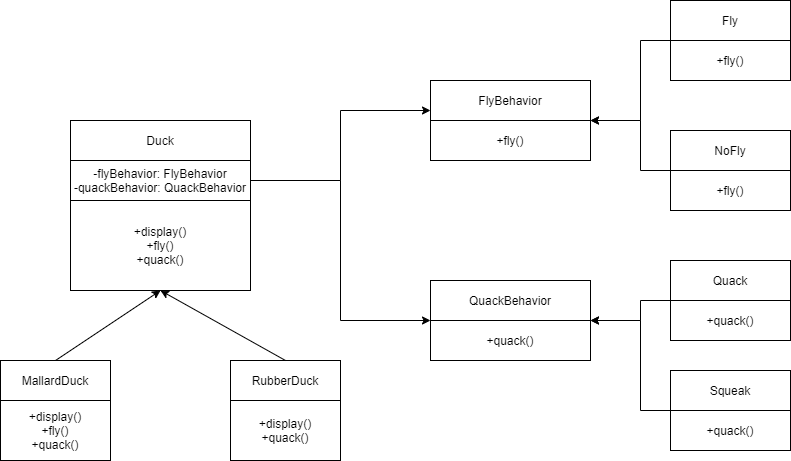 Duck
-flyBehavior: FlyBehavior
-quackBehavior: QuackBehavior
+display()
+fly()
+quack()
MallardDuck
+display()
+fly()
+quack()
RubberDuck
+display()
+quack()
FlyBehavior
+fly()
QuackBehavior
+quack()
Fly
+fly()
NoFly
+fly()
Quack
+quack()
Squeak
+quack()